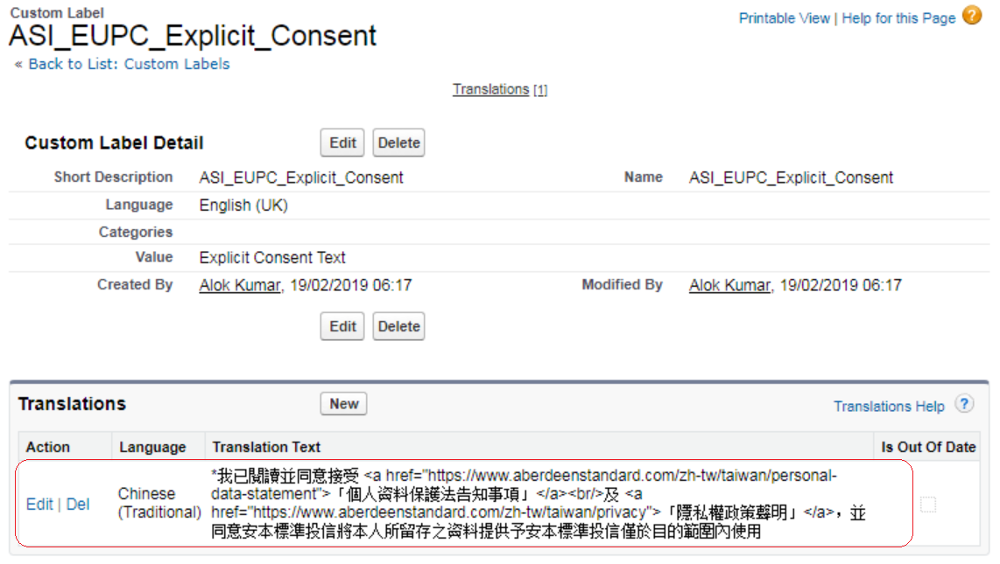 Custom Label
ASI_EUPC_Explicit_Consent
Printable View | Help for this Page ?
« Back to List: Custom Labels
Translations [1]
Custom Label Detail Edit Delete
Short Description ASI_EUPC_Explicit_Consent Name ASI_EUPC_Explicit_Consent
Language English (UK)
Categories
Value Explicit Consent Text
Created By Alok Kumar, 19/02/2019 06:17 Modified By Alok Kumar, 19/02/2019 06:17
Edit Delete
Translations New Translations Help ?
Action Language Translation Text Is Out Of Date
Edit | Del
Chinese
(Traditional)
*我已閱讀並同意接受 <a href="https://www.aberdeenstandard.com/zh-tw/taiwan/personal-
data-statement">「個人資料保護法告知事項」</a><br/>及 <a
href="https://www.aberdeenstandard.com/zh-tw/taiwan/privacy">「隱私權政策聲明」</a>，並
同意安本標準投信將本人所留存之資料提供予安本標準投信僅於目的範圍內使用